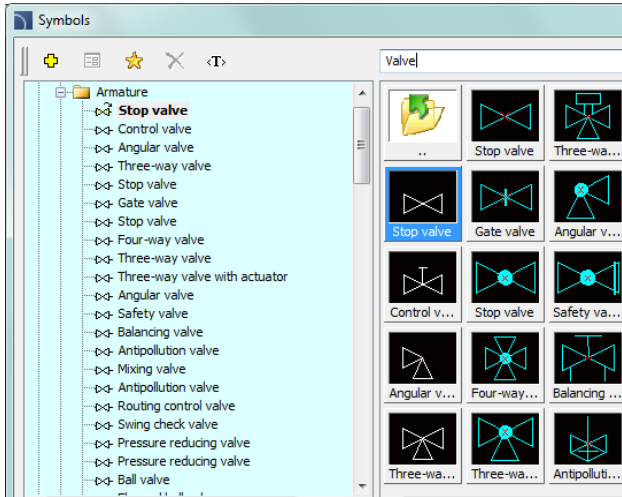 Symbols
<T>
Valve
Armature
Stop valve
Control valve
Angular valve
Three-way valve
Stop valve
Gate valve
Stop valve
Four-way valve
Three-way valve
Three-way valve with actuator
Angular valve
Safety valve
Balancing valve
Antipollution valve
Mixing valve
Antipollution valve
Routing control valve
Swing check valve
Pressure reducing valve
Pressure reducing valve
Ball valve
..
Stop valve
Three-wa...
Stop valve
Gate valve
Angular v...
Control v...
Stop valve
Safety va...
Angular v...
Four-way...
Balancing ...
Three-wa...
Three-wa...
Antipolluti...